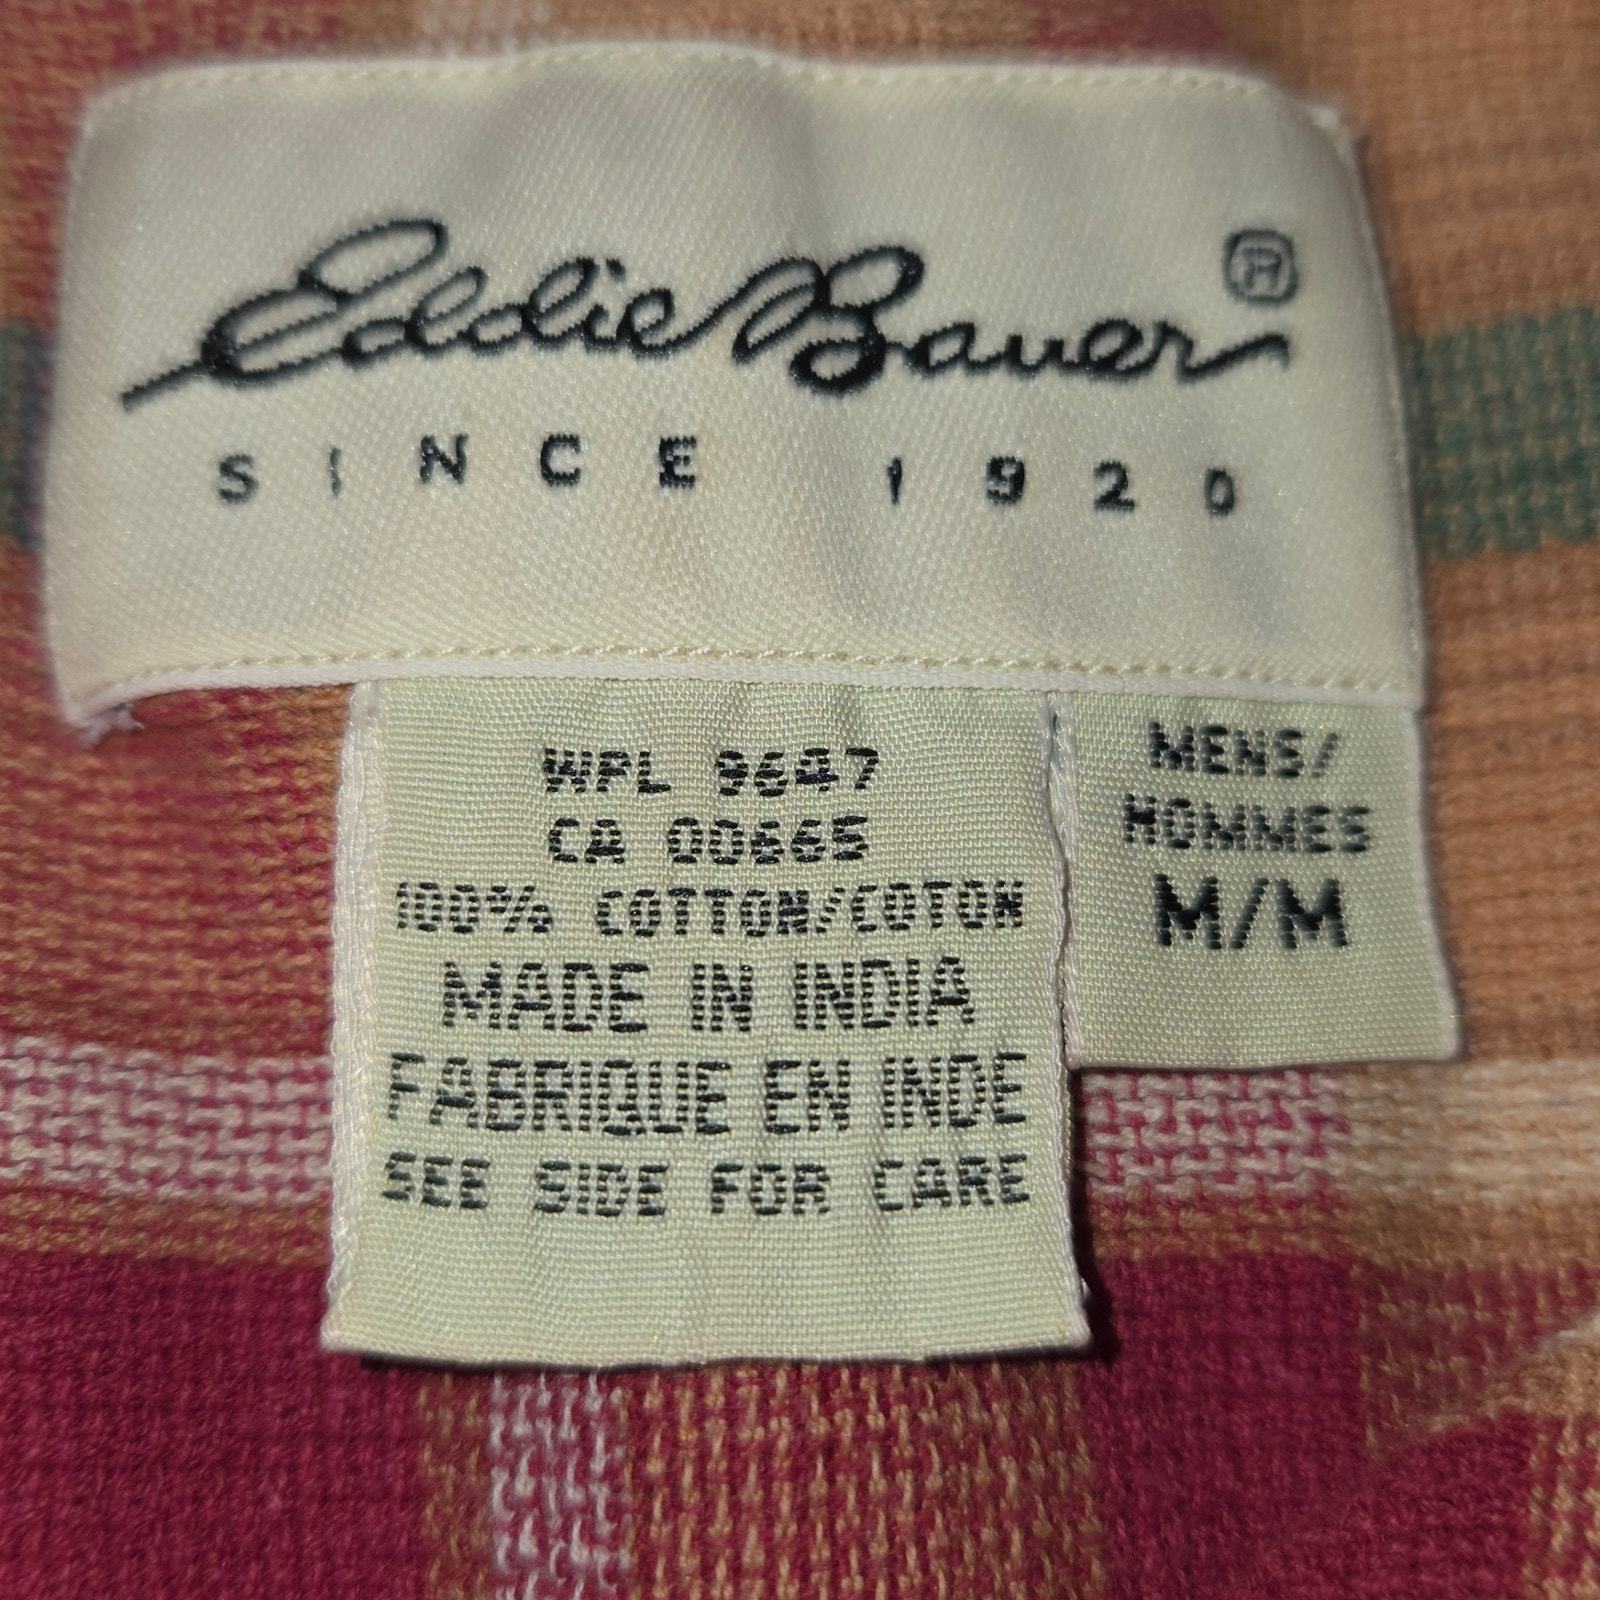 Eddie Bauer ®
SINCE 1920
WPL 9647
CA 00665
100% COTTON/COTON
MADE IN INDIA
FABRIQUE EN INDE
SEE SIDE FOR CARE
MENS/
HOMMES
M/M